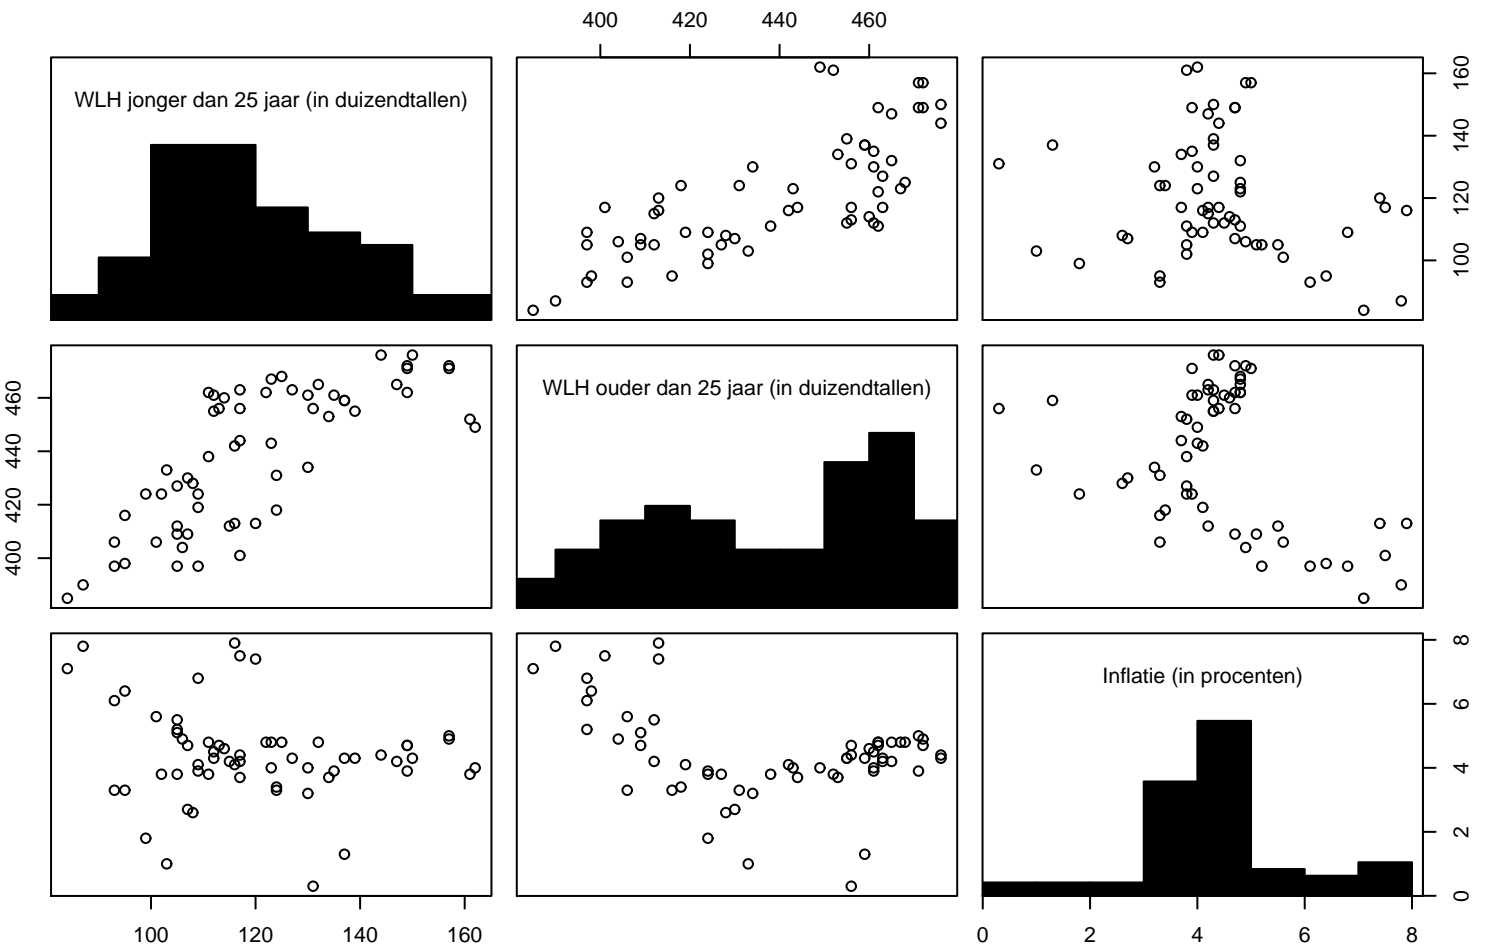 400 420 440 460
WLH jonger dan 25 jaar (in duizendtallen)
100 120 140 160
400 420 440 460
WLH ouder dan 25 jaar (in duizendtallen)
Inflatie (in procenten)
0 2 4 6 8
100 120 140 160
0 2 4 6 8